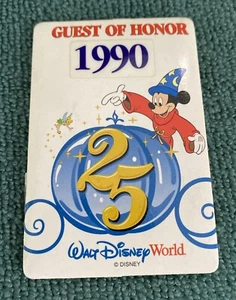 GUEST OF HONOR
1990
25
Walt Disney World.
© DISNEY